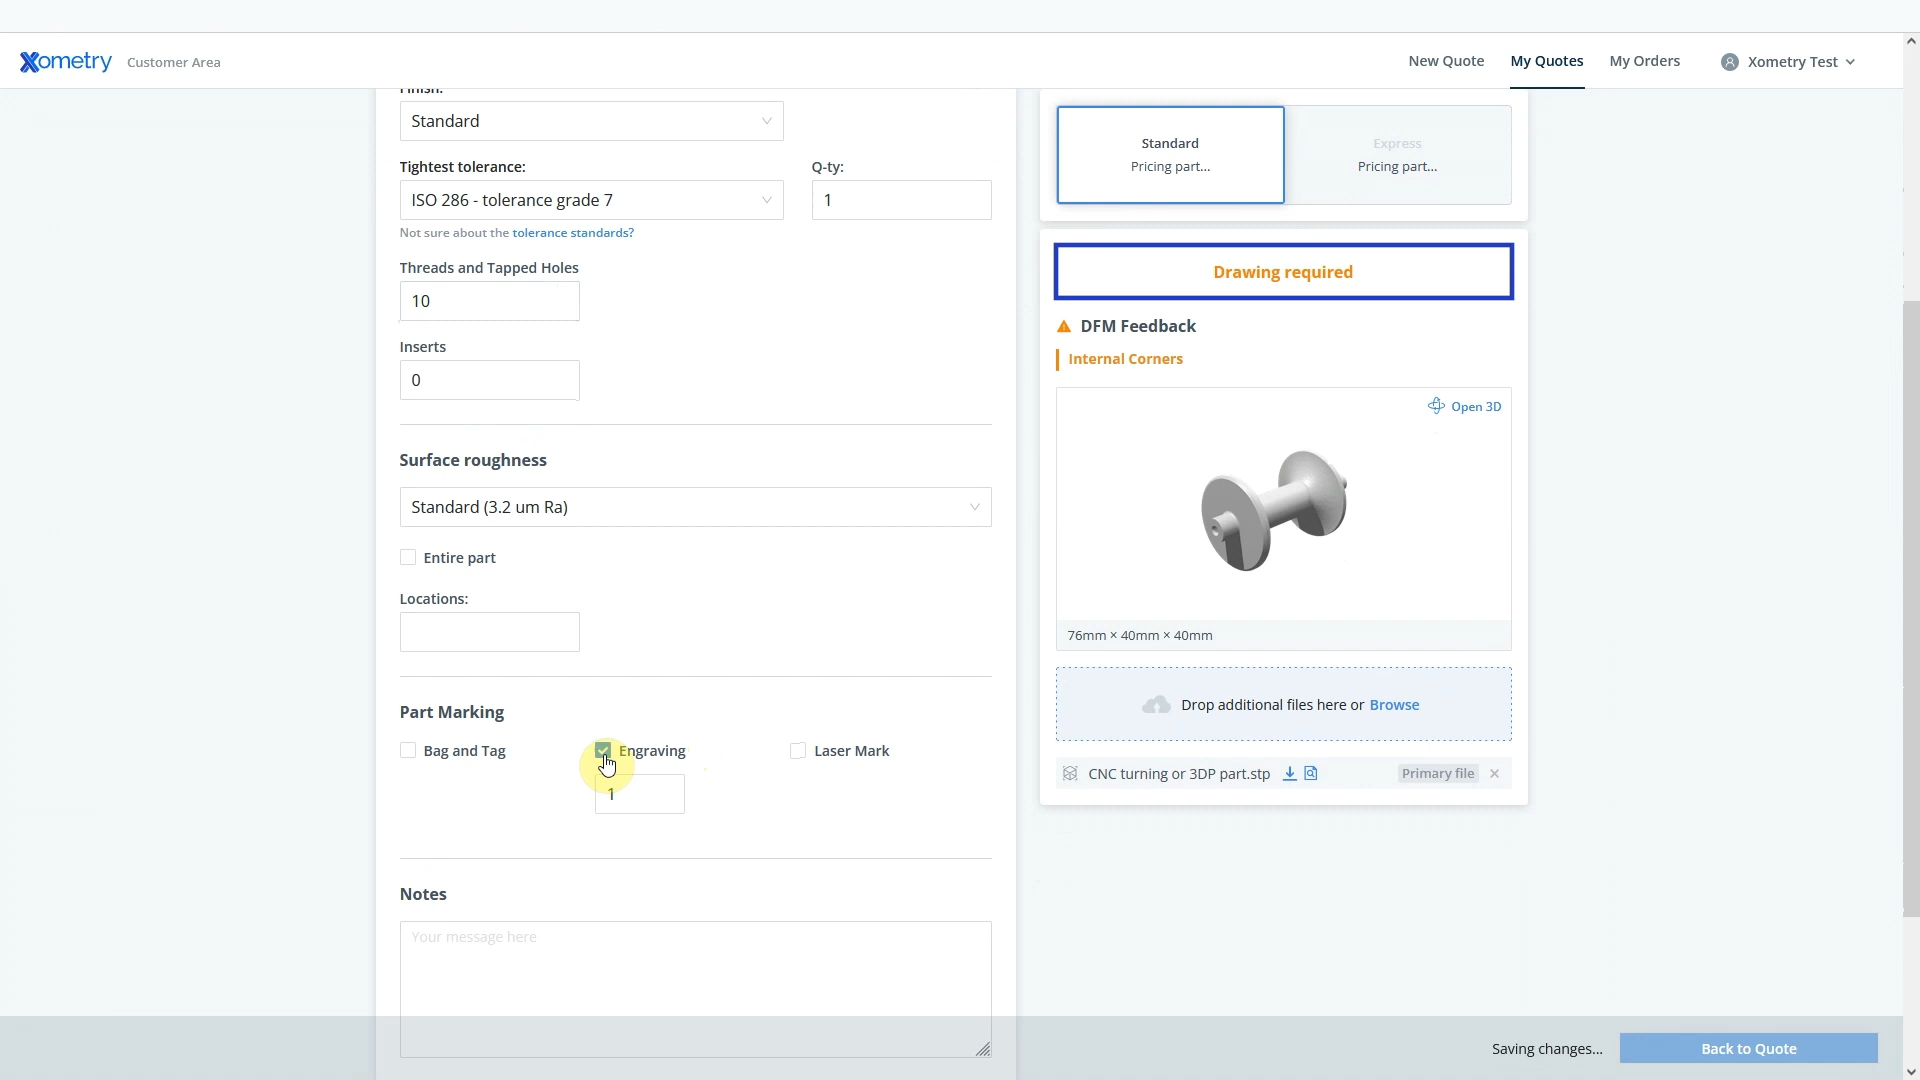 Xometry Customer Area New Quote My Quotes My Orders Xometry Test
Finish:
Standard
Tightest tolerance: Q-ty:
ISO 286 - tolerance grade 7 1
Not sure about the tolerance standards?
Threads and Tapped Holes
10
Inserts
0
Surface roughness
Standard (3.2 um Ra)
Entire part
Locations:
Part Marking
Bag and Tag Engraving Laser Mark
1
Notes
Your message here
Standard Express
Pricing part... Pricing part...
Drawing required
DFM Feedback
Internal Corners
Open 3D
76mm × 40mm × 40mm
Drop additional files here or Browse
CNC turning or 3DP part.stp Primary file
Saving changes... Back to Quote